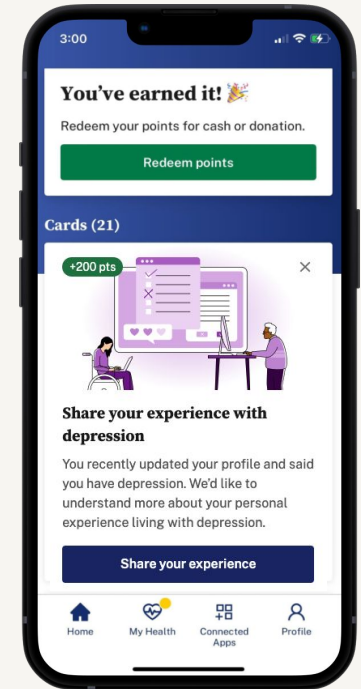 3:00
You've earned it! 🎉
Redeem your points for cash or donation.
Redeem points
Cards (21)
+200 pts
Share your experience with
depression
You recently updated your profile and said
you have depression. We'd like to
understand more about your personal
experience living with depression.
Share your experience
Home
My Health
Connected
Apps
Profile